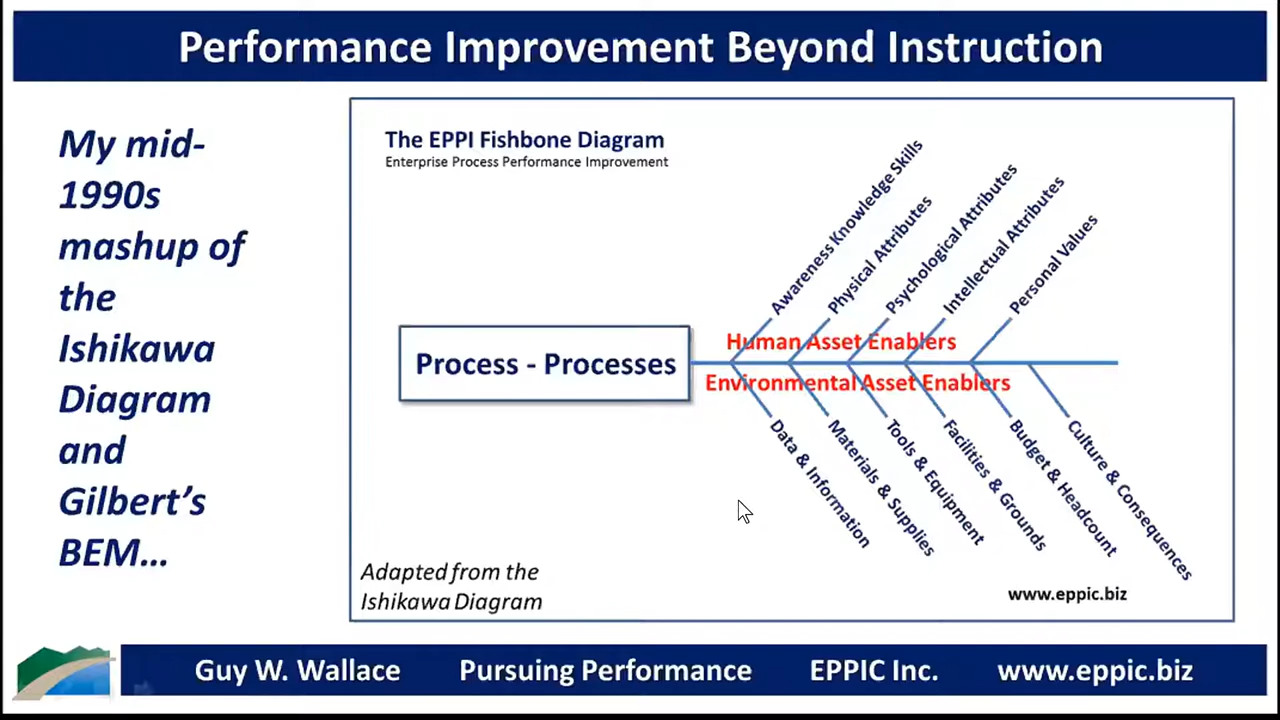 Performance Improvement Beyond Instruction
My mid-
1990s
mashup of
the
Ishikawa
Diagram
and
Gilbert's
BEM...
The EPPI Fishbone Diagram
Enterprise Process Performance Improvement
Awareness Knowledge Skills
Physical Attributes
Psychological Attributes
Intellectual Attributes
Personal Values
Human Asset Enablers
Process - Processes
Environmental Asset Enablers
Data & Information
Materials & Supplies
Tools & Equipment
Facilities & Grounds
Budget & Headcount
Culture & Consequences
Adapted from the
Ishikawa Diagram
www.eppic.biz
Guy W. Wallace Pursuing Performance EPPIC Inc. www.eppic.biz